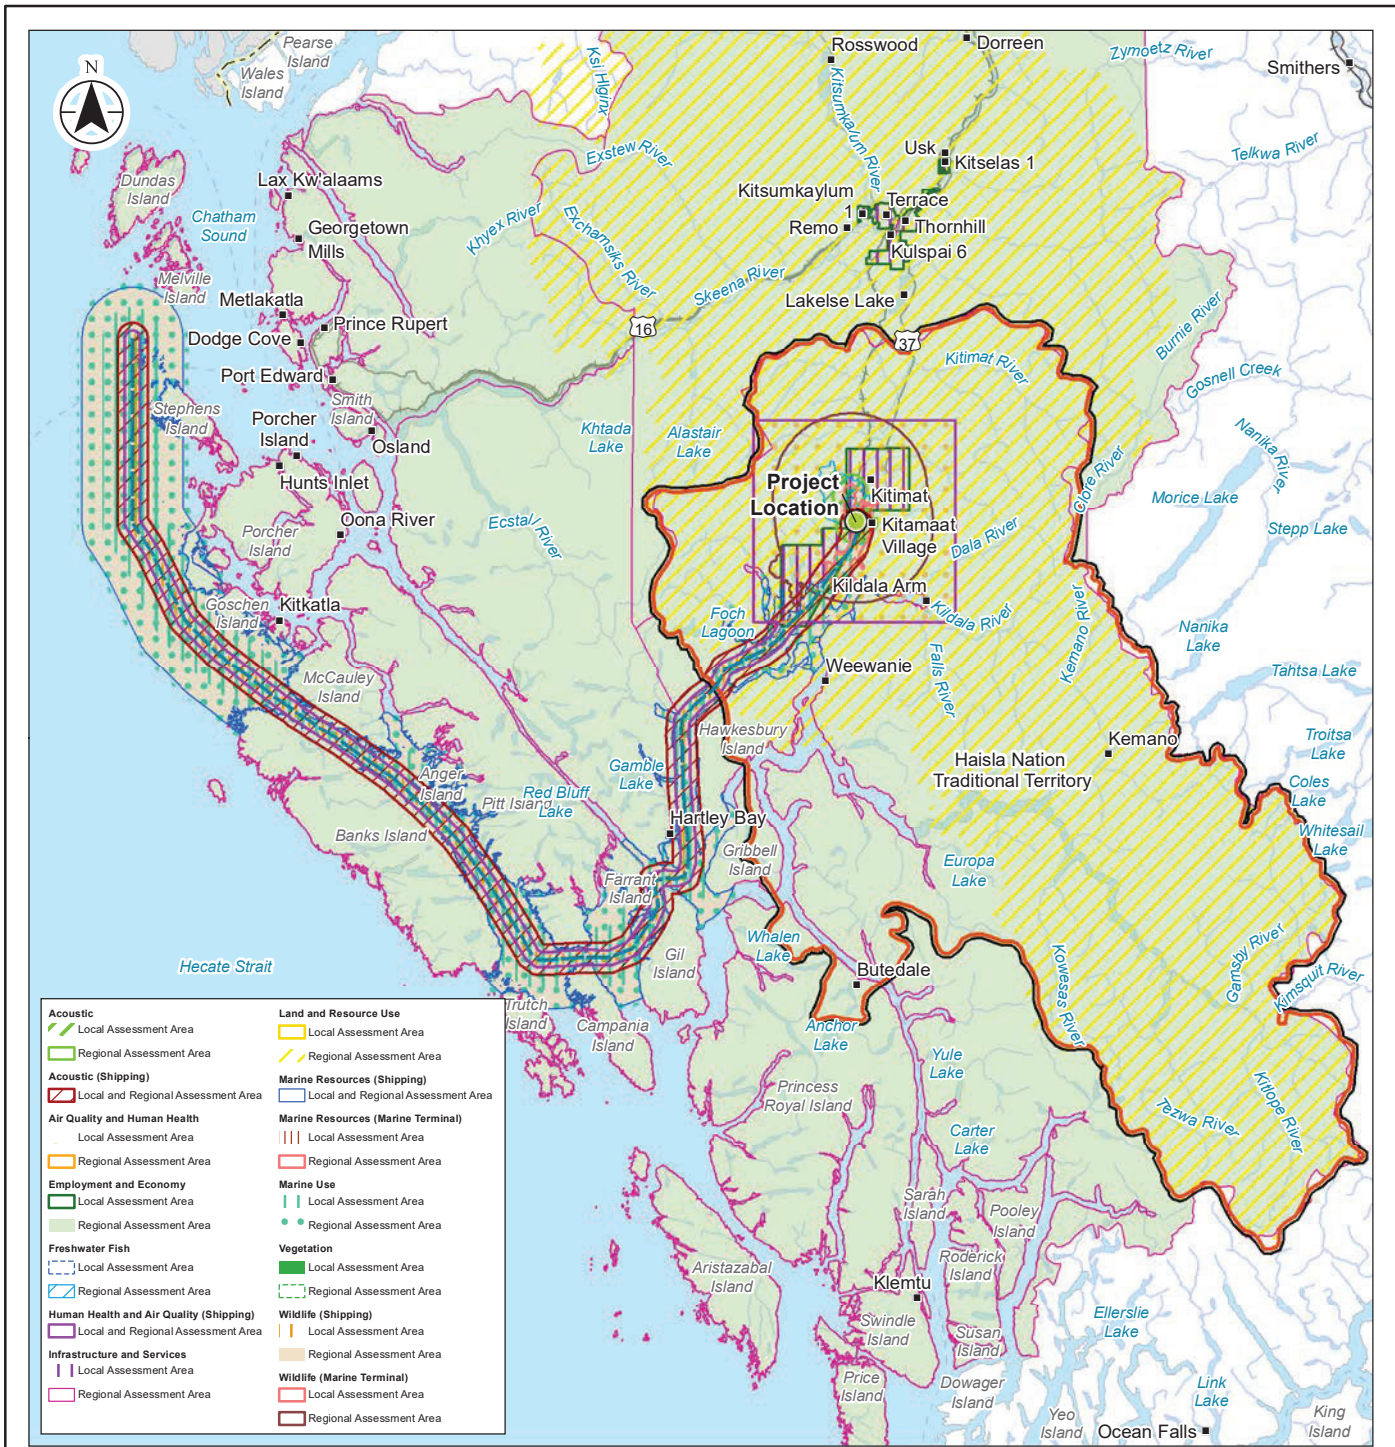 Pearse
Island
Wales
Island
N
Ksi Hlginx
Rosswood
Dorreen
Zymoetz River
Smithers
Kitsumkalum River
Telkwa River
Usk
Kitselas 1
Exstew River
Dundas
Island
Lax Kw'alaams
Chatham
Sound
Georgetown
Mills
Khyex River
Exchamsiks River
Kitsumkaylum
1
Terrace
Remo
Thornhill
Kulspai 6
Skeena River
Lakelse Lake
Melville
Island
Metlakatla
Prince Rupert
Dodge Cove
16
37
Burnie River
Port Edward
Kitimat River
Gosnell Creek
Smith
Island
Stephens
Island
Porcher
Island
Osland
Khtada
Lake
Alastair
Lake
Nanika River
Hunts Inlet
Clore River
Project
Location
Kitimat
Morice Lake
Oona River
Ecstall River
Kitamaat
Village
Dala River
Stepp Lake
Porcher
Island
Kildala Arm
Goschen
Island
Kitkatla
Foch
Lagoon
Kildala River
Kemano River
Nanika
Lake
Falls River
Weewanie
Tahtsa Lake
McCauley
Island
Hawkesbury
Island
Kemano
Troitsa
Lake
Haisla Nation
Traditional Territory
Gamble
Lake
Anger
Island
Pitt Island
Red Bluff
Lake
Coles
Lake
Hartley Bay
Whitesail
Lake
Banks Island
Gribbell
Island
Europa
Lake
Farrant
Island
Whalen
Lake
Gil
Island
Hecate Strait
Butedale
Kowesas River
Gamsby River
Kimsquit River
Trutch
Island
Campania
Island
Anchor
Lake
Yule
Lake
Princess
Royal Island
Tezwa River
Kitlope River
Carter
Lake
Sarah
Island
Pooley
Island
Roderick
Island
Aristazabal
Island
Klemtu
Swindle
Island
Susan
Island
Ellerslie
Lake
Price
Island
Dowager
Island
Link
Lake
Yeo
Island
Ocean Falls
King
Island
Acoustic
Local Assessment Area
Regional Assessment Area
Acoustic (Shipping)
Local and Regional Assessment Area
Air Quality and Human Health
Local Assessment Area
Regional Assessment Area
Employment and Economy
Local Assessment Area
Regional Assessment Area
Freshwater Fish
Local Assessment Area
Regional Assessment Area
Human Health and Air Quality (Shipping)
Local and Regional Assessment Area
Infrastructure and Services
Local Assessment Area
Regional Assessment Area
Land and Resource Use
Local Assessment Area
Regional Assessment Area
Marine Resources (Shipping)
Local and Regional Assessment Area
Marine Resources (Marine Terminal)
Local Assessment Area
Regional Assessment Area
Marine Use
Local Assessment Area
Regional Assessment Area
Vegetation
Local Assessment Area
Regional Assessment Area
Wildlife (Shipping)
Local Assessment Area
Regional Assessment Area
Wildlife (Marine Terminal)
Local Assessment Area
Regional Assessment Area